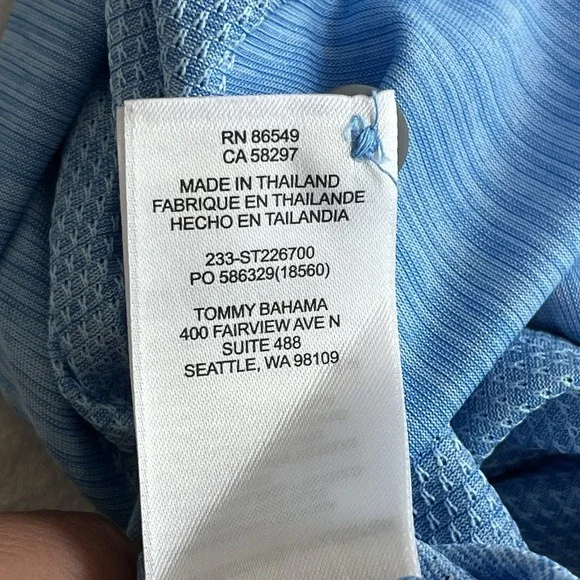 RN 86549
CA 58297
MADE IN THAILAND
FABRIQUE EN THAILANDE
HECHO EN TAILANDIA
233-ST226700
PO 586329(18560)
TOMMY BAHAMA
400 FAIRVIEW AVE N
SUITE 488
SEATTLE, WA 98109